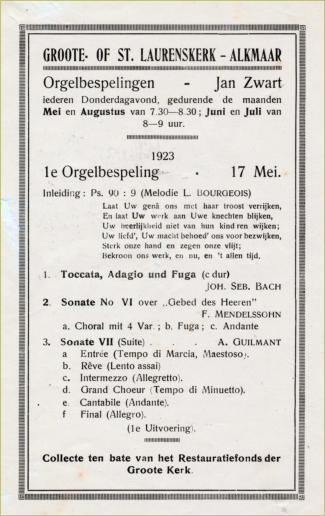 GROOTE- OF ST. LAURENSKERK - ALKMAAR
Orgelbespelingen - Jan Zwart
iederen Donderdagavond, gedurende de maanden
Mei en Augustus van 7.30—8.30; Juni en Juli van
8—9 uur.
1923
1e Orgelbespeling - 17 Mei.
Inleiding: Ps. 90 : 9 (Melodie L. BOURGEOIS)
Laat Uw genâ ons met haar troost verrijken,
En laat Uw werk aan Uwe knechten blijken,
Uw heerlijkheid niet van hun kinderen wijken;
Uw liefd', Uw macht behoed' ons voor bezwijken,
Sterk onze hand en zegen onze vlijt;
Bekroon ons werk, en nu, en 't allen tijd.
1. Toccata, Adagio und Fuga (c dur)
JOH. SEB. BACH
2. Sonate No VI over „Gebed des Heeren"
F. MENDELSSOHN
a. Choral mit 4 Var.; b. Fuga; c. Andante
3. Sonate VII (Suite) . . A. GUILMANT
a Entrée (Tempo di Marcia, Maestoso).
b. Rêve (Lento assai)
c. Intermezzo (Allegretto).
d. Grand Choeur (Tempo di Minuetto).
e. Cantabile (Andante).
f Final (Allegro).
(1e Uitvoering).
Collecte ten bate van het Restauratiefonds der
Groote Kerk.